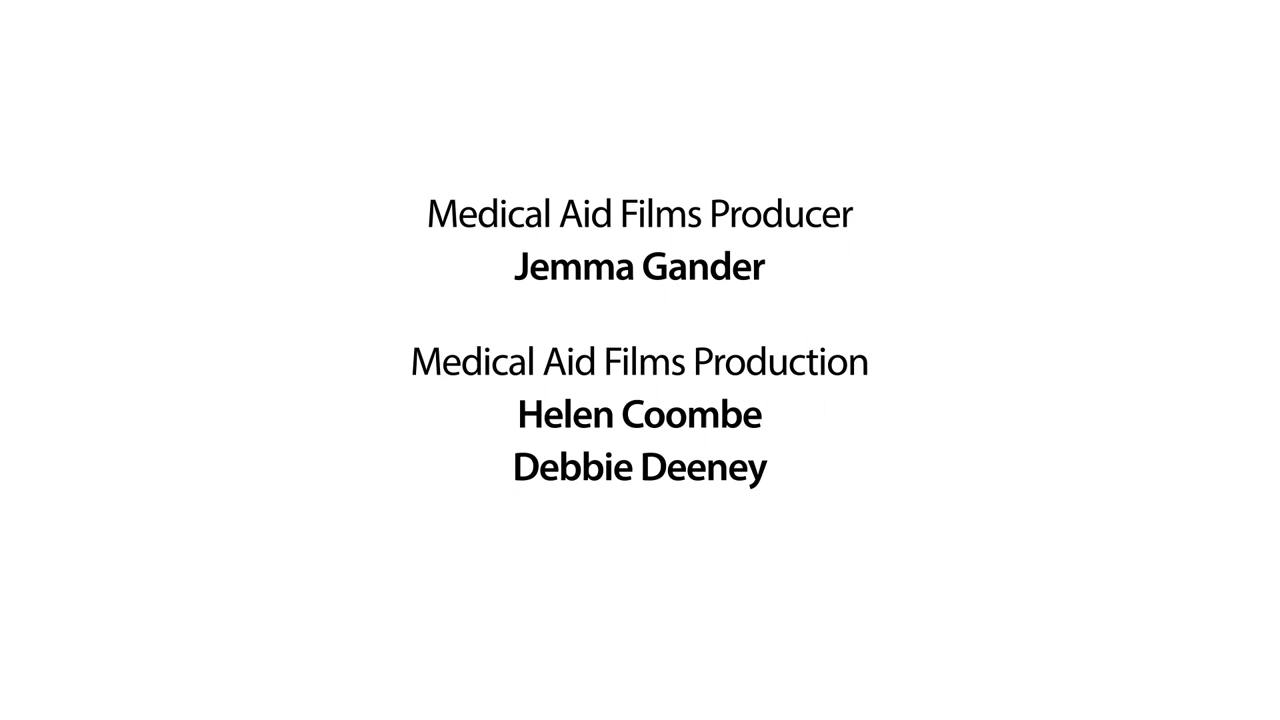 Medical Aid Films Producer
Jemma Gander
Medical Aid Films Production
Helen Coombe
Debbie Deeney